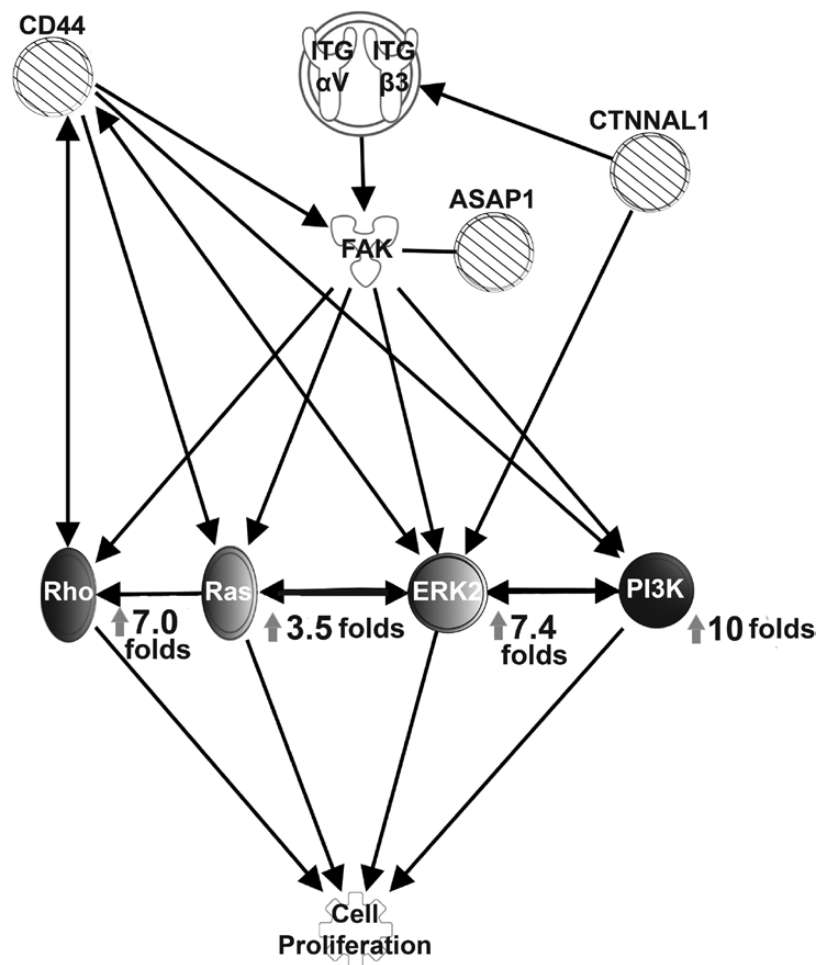 CD44
ITG ITG
αV β3
CTNNAL1
ASAP1
FAK
Rho
Ras
ERK2
PI3K
7.0
folds
3.5 folds
7.4
folds
10 folds
Cell
Proliferation